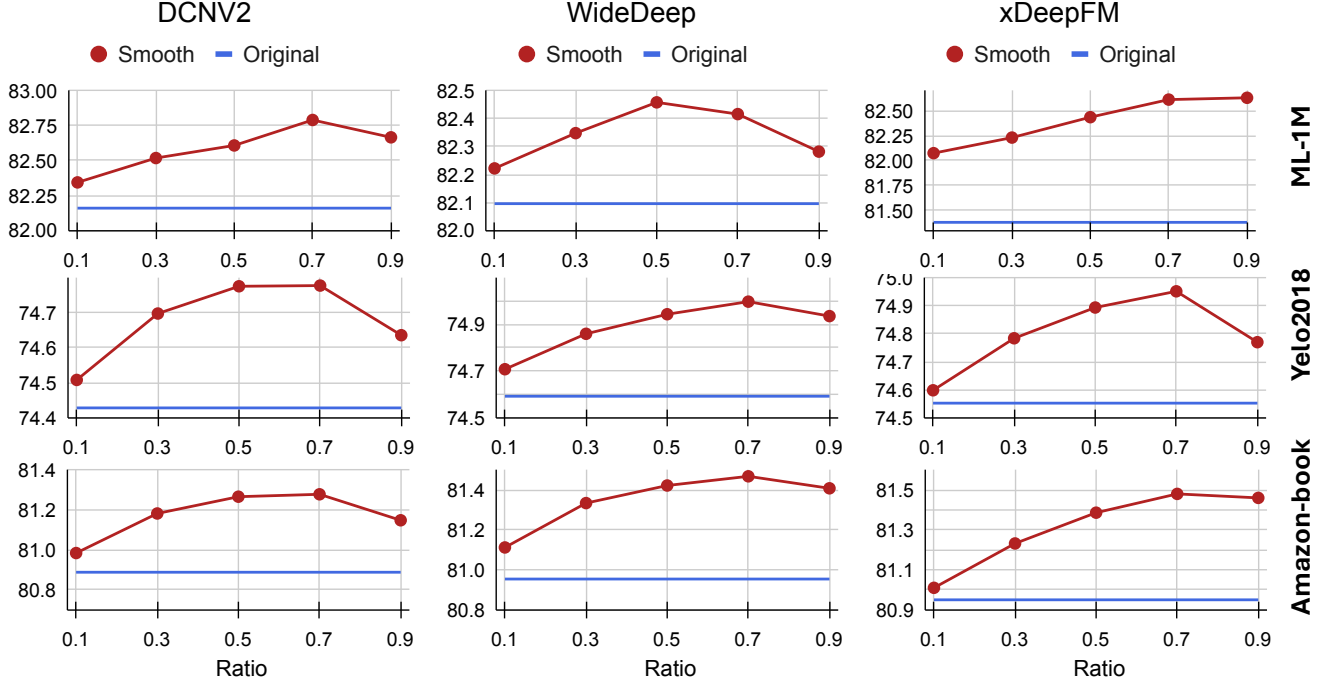 DCNV2 WideDeep xDeepFM
Smooth Original Smooth Original Smooth Original
83.00
82.75
82.50
82.25
82.00
0.1 0.3 0.5 0.7 0.9
82.5
82.4
82.3
82.2
82.1
82.0
0.1 0.3 0.5 0.7 0.9
82.50
82.25
82.00
81.75
81.50
0.1 0.3 0.5 0.7 0.9
ML-1M
74.7
74.6
74.5
74.4
0.1 0.3 0.5 0.7 0.9
74.9
74.7
74.5
0.1 0.3 0.5 0.7 0.9
75.0
74.9
74.8
74.7
74.6
74.5
0.1 0.3 0.5 0.7 0.9
Yelo2018
81.4
81.2
81.0
80.8
0.1 0.3 0.5 0.7 0.9
Ratio
81.4
81.2
81.0
80.8
0.1 0.3 0.5 0.7 0.9
Ratio
81.5
81.3
81.1
80.9
0.1 0.3 0.5 0.7 0.9
Ratio
Amazon-book